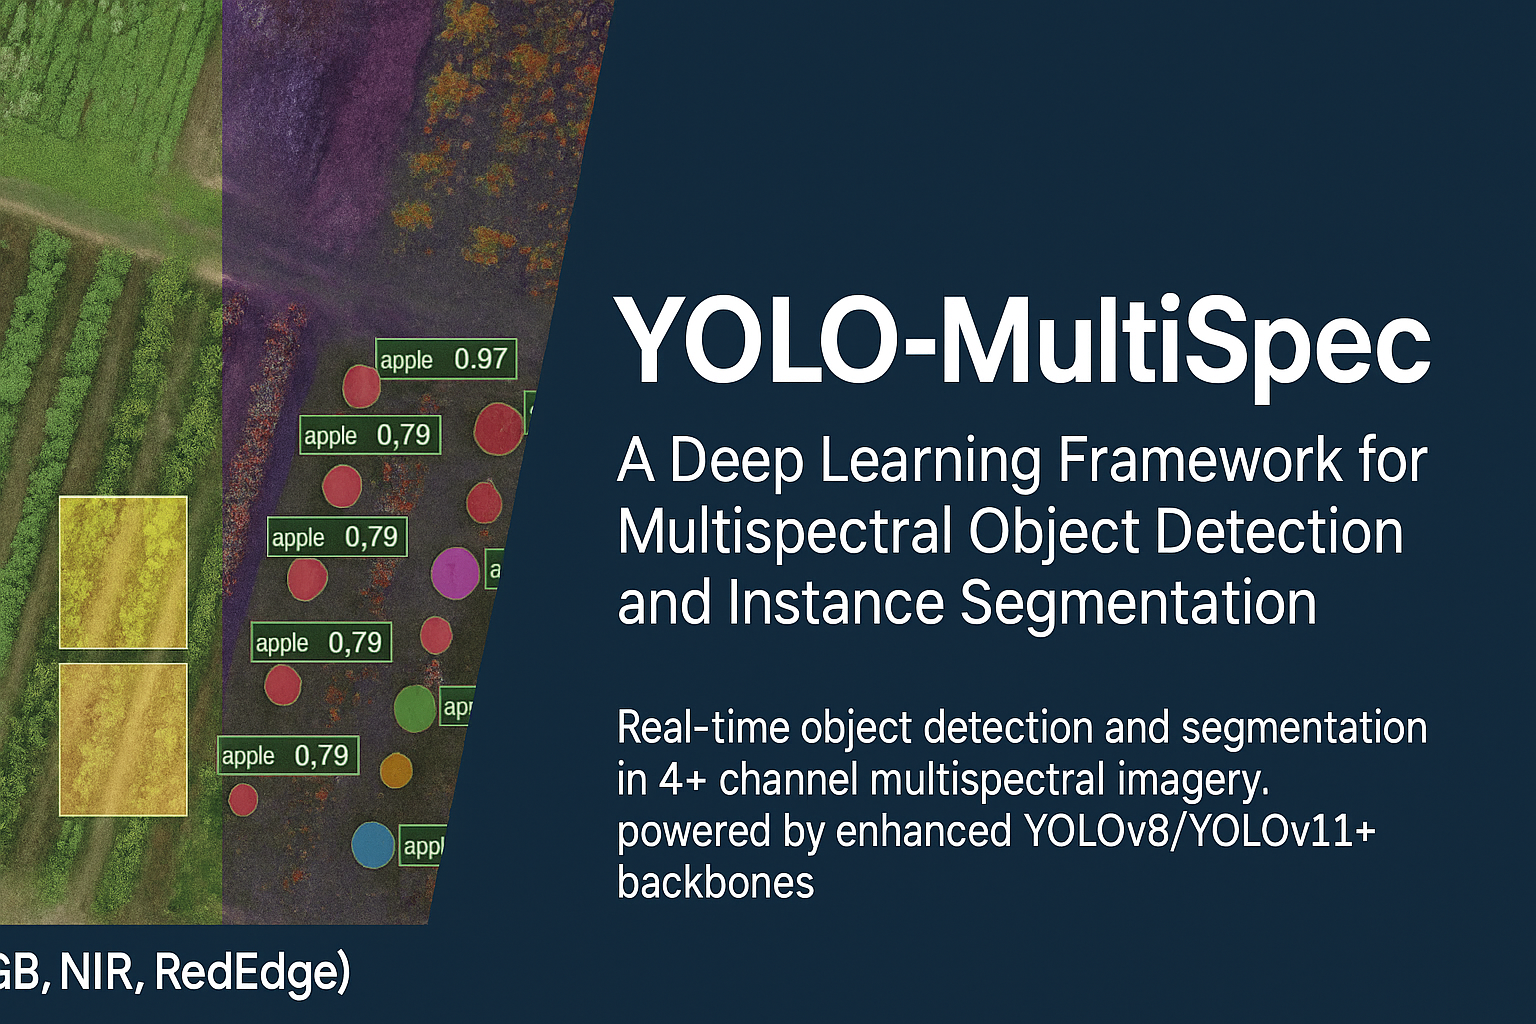 apple 0.97
apple 0,79
apple 0,79
apple 0,79
apple 0,79
YOLO-MultiSpec
A Deep Learning Framework for
Multispectral Object Detection
and Instance Segmentation
Real-time object detection and segmentation
in 4+ channel multispectral imagery.
powered by enhanced YOLOv8/YOLOv11+
backbones
GB, NIR, RedEdge)